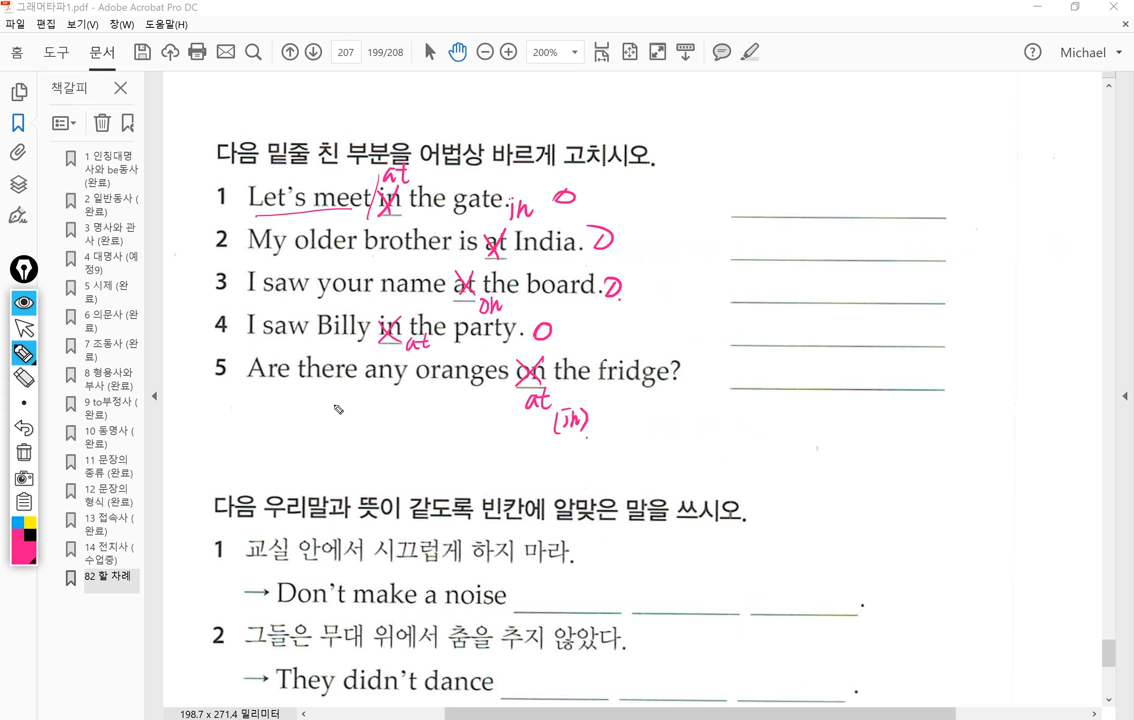 그래머타파1.pdf - Adobe Acrobat Pro DC
파일 편집 보기(V) 창(W) 도움말(H)
홈 도구 문서 207 199/208 200% Michael
책갈피
1 인칭대명
사와 be동사
(완료)
2 일반동사 (
완료)
3 명사와 관
사 (완료)
4 대명사 (예
정9)
5 시제 (완
료)
6 의문사 (완
료)
7 조동사 (완
료)
8 형용사와
부사 (완료)
9 to부정사 (
완료)
10 동명사 (
완료)
11 문장의
종류 (완료)
12 문장의
형식 (완료)
13 접속사 (
완료)
14 전치사 (
수업중)
82 할 차례
다음 밑줄 친 부분을 어법상 바르게 고치시오.
at
1 Let's meet in the gate.
in
2 My older brother is at India.
3 I saw your name at the board.
on
4 I saw Billy in the party.
at
5 Are there any oranges on the fridge?
at
(in)
다음 우리말과 뜻이 같도록 빈칸에 알맞은 말을 쓰시오.
1 교실 안에서 시끄럽게 하지 마라.
→ Don't make a noise .
2 그들은 무대 위에서 춤을 추지 않았다.
→ They didn't dance .
198.7 x 271.4 밀리미터